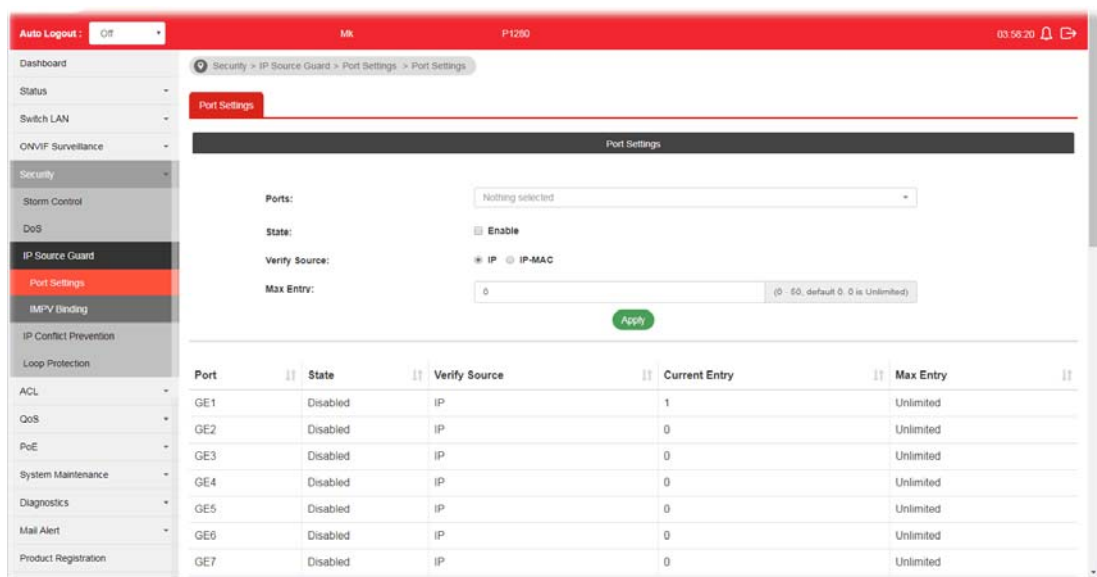 Auto Logout : Off Mk P1280 03:56:20
Dashboard
Status
Switch LAN
ONVIF Surveillance
Security
Storm Control
DoS
IP Source Guard
Port Settings
IMPV Binding
IP Conflict Prevention
Loop Protection
ACL
QoS
PoE
System Maintenance
Diagnostics
Mail Alert
Product Registration
Security > IP Source Guard > Port Settings > Port Settings
Port Settings
Port Settings
Ports: Nothing selected
State: Enable
Verify Source: IP IP-MAC
Max Entry: 0 (0 - 50, default 0. 0 is Unlimited)
Apply
Port State Verify Source Current Entry Max Entry
GE1 Disabled IP 1 Unlimited
GE2 Disabled IP 0 Unlimited
GE3 Disabled IP 0 Unlimited
GE4 Disabled IP 0 Unlimited
GE5 Disabled IP 0 Unlimited
GE6 Disabled IP 0 Unlimited
GE7 Disabled IP 0 Unlimited